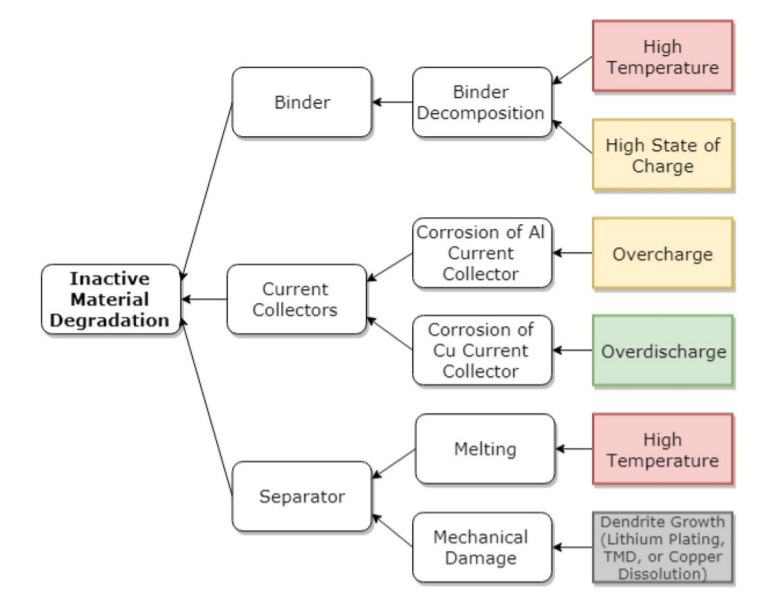 High
Temperature
Binder
Binder
Decomposition
High State of
Charge
Corrosion of Al
Current
Collector
Overcharge
Inactive
Material
Degradation
Current
Collectors
Corrosion of
Cu Current
Collector
Overdischarge
Separator
Melting
High
Temperature
Mechanical
Damage
Dendrite Growth
(Lithium Plating,
TMD, or Copper
Dissolution)